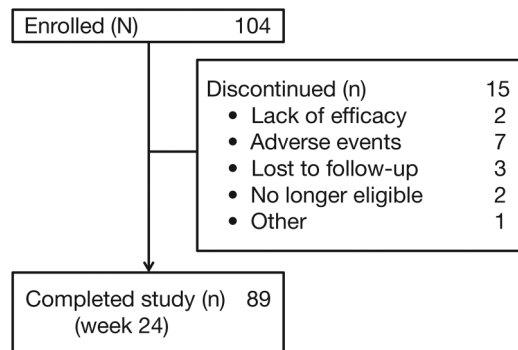 Enrolled (N) 104
Discontinued (n) 15
• Lack of efficacy 2
• Adverse events 7
• Lost to follow-up 3
• No longer eligible 2
• Other 1
Completed study (n) 89
(week 24)